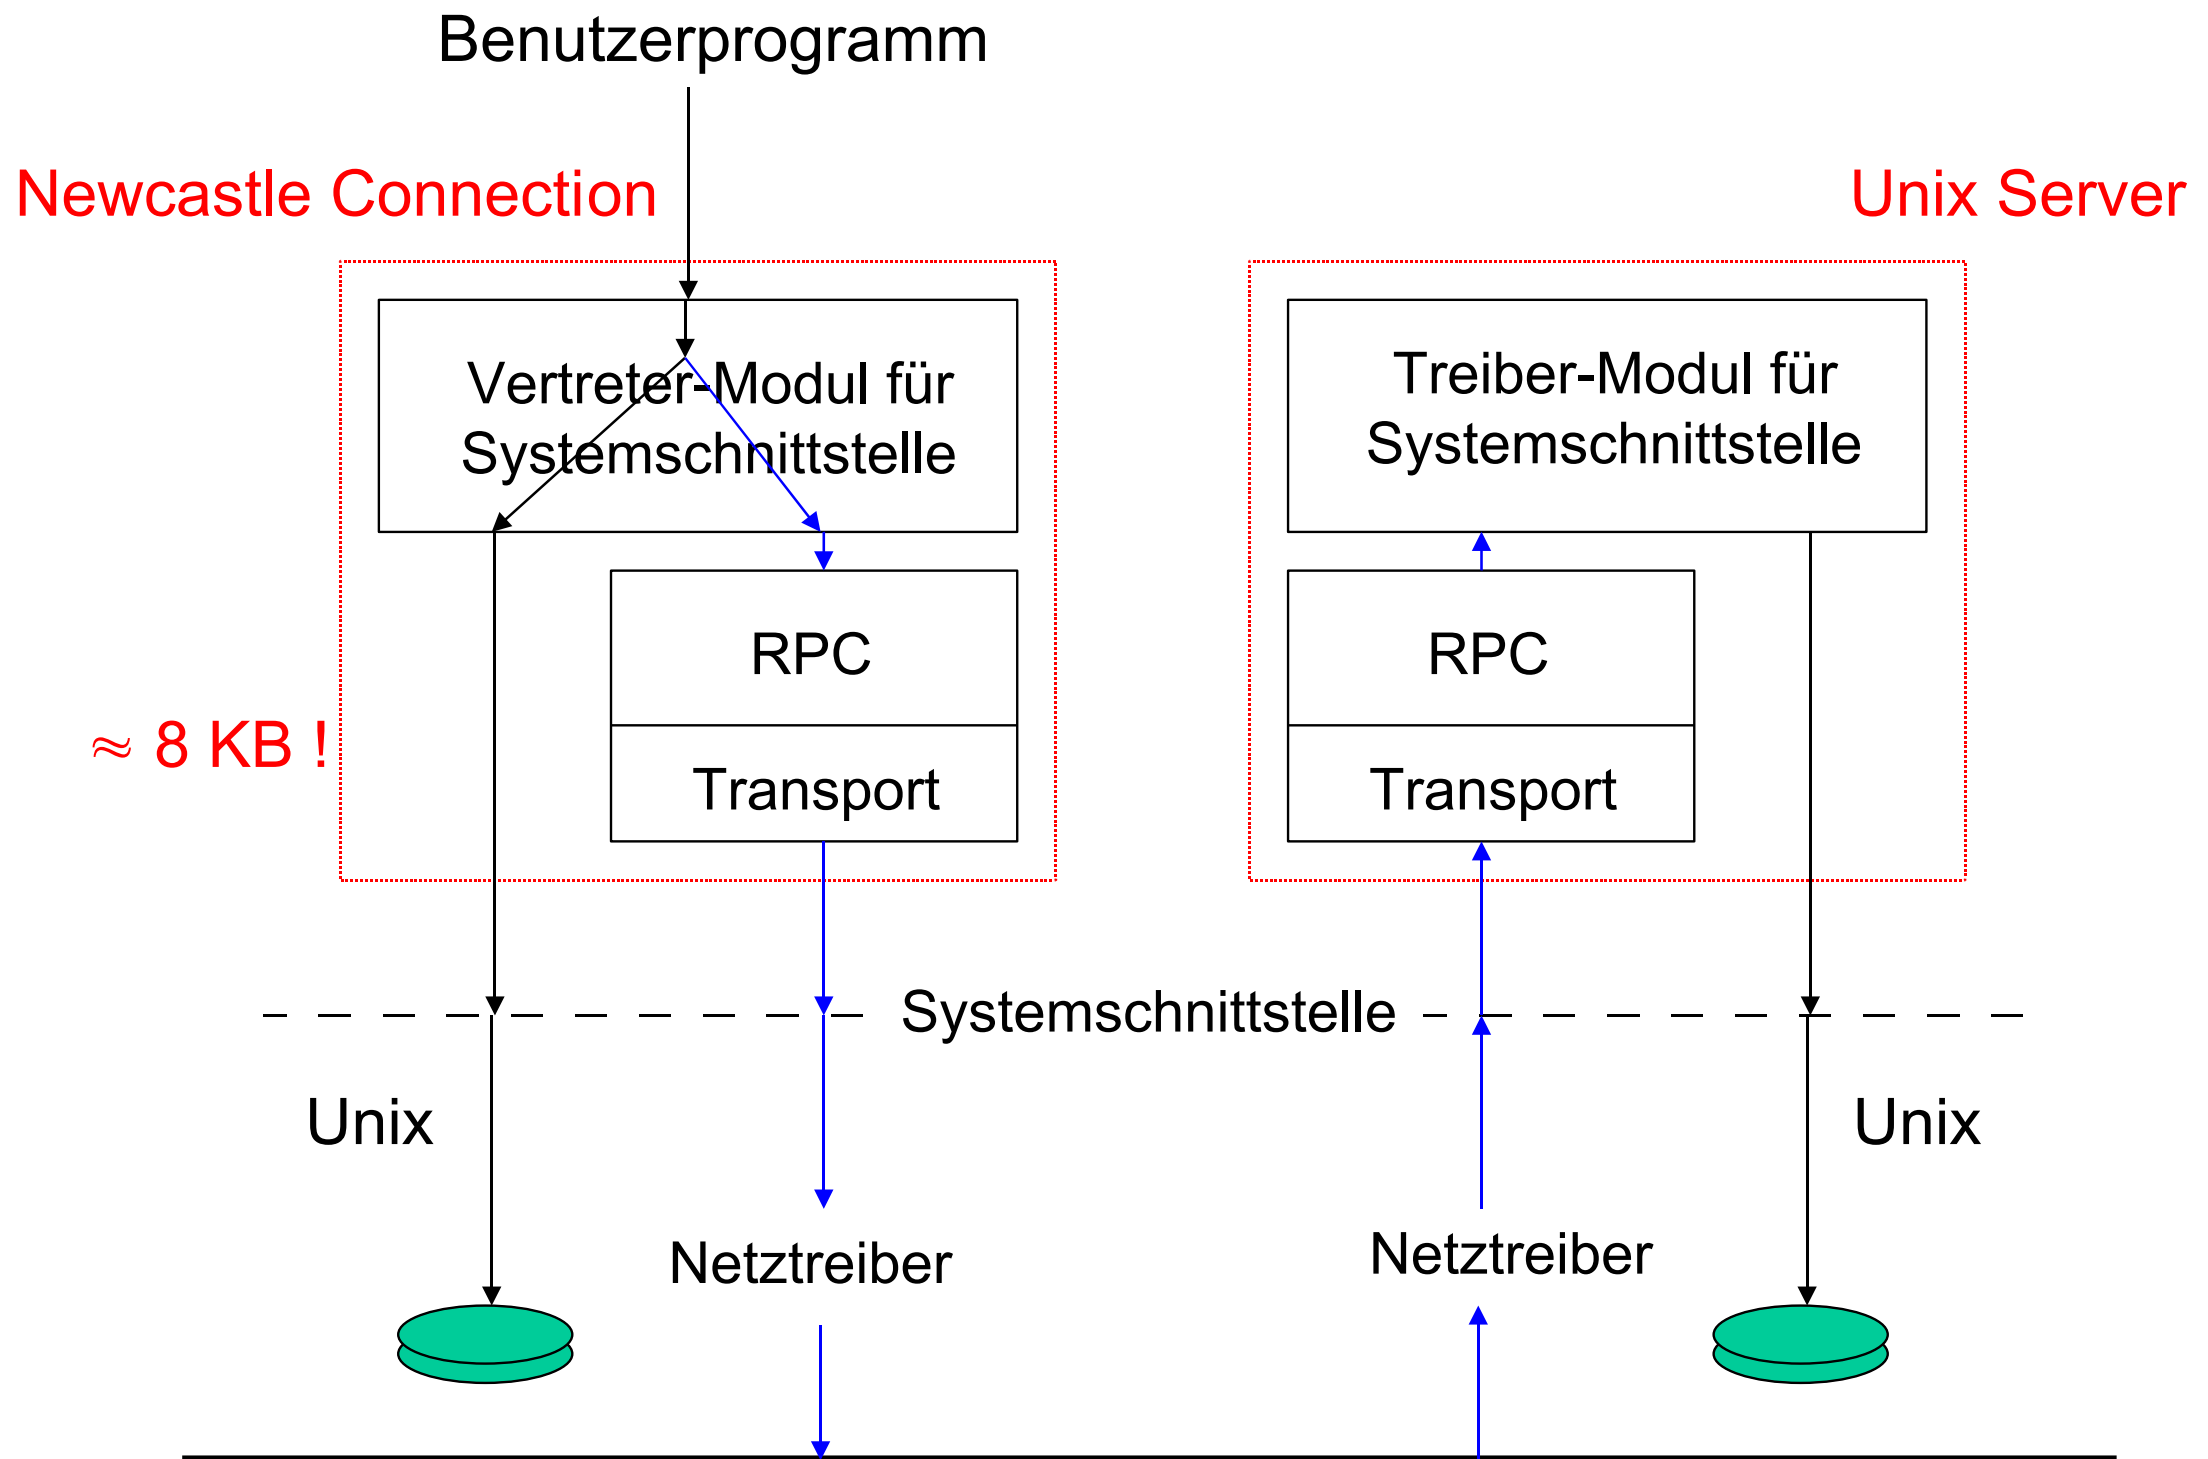 Benutzerprogramm
Newcastle Connection
Unix Server
Vertreter-Modul für
Systemschnittstelle
Treiber-Modul für
Systemschnittstelle
RPC
RPC
≈ 8 KB !
Transport
Transport
Systemschnittstelle
Unix
Unix
Netztreiber
Netztreiber